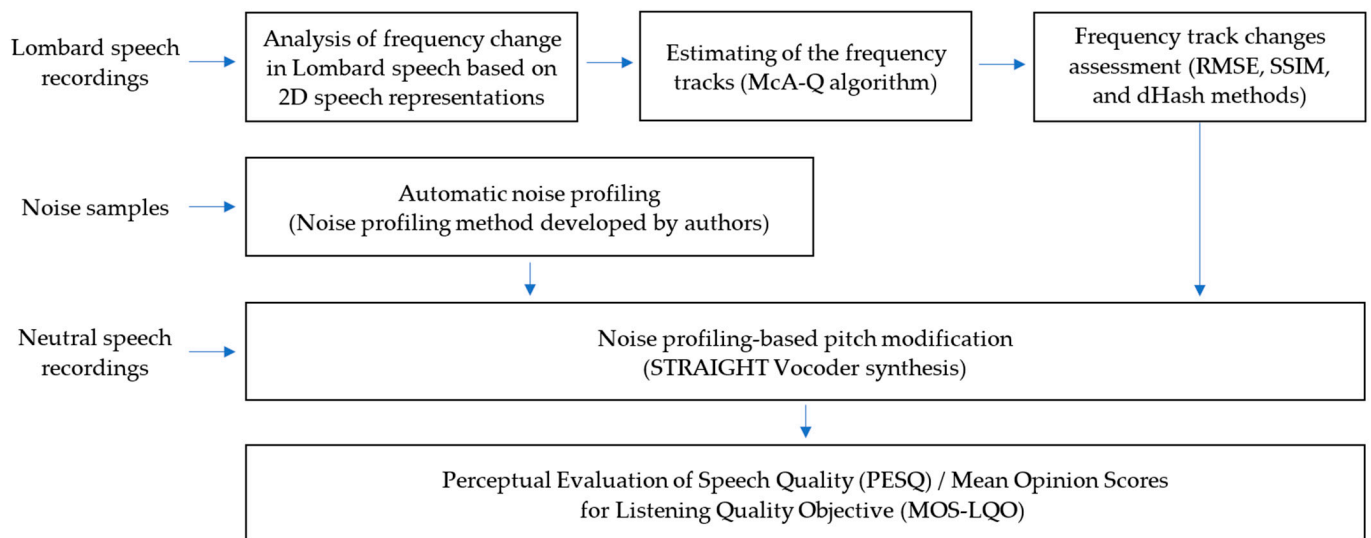 Lombard speech
recordings
Analysis of frequency change
in Lombard speech based on
2D speech representations
Estimating of the frequency
tracks (McA-Q algorithm)
Frequency track changes
assessment (RMSE, SSIM,
and dHash methods)
Noise samples
Automatic noise profiling
(Noise profiling method developed by authors)
Neutral speech
recordings
Noise profiling-based pitch modification
(STRAIGHT Vocoder synthesis)
Perceptual Evaluation of Speech Quality (PESQ) / Mean Opinion Scores
for Listening Quality Objective (MOS-LQO)